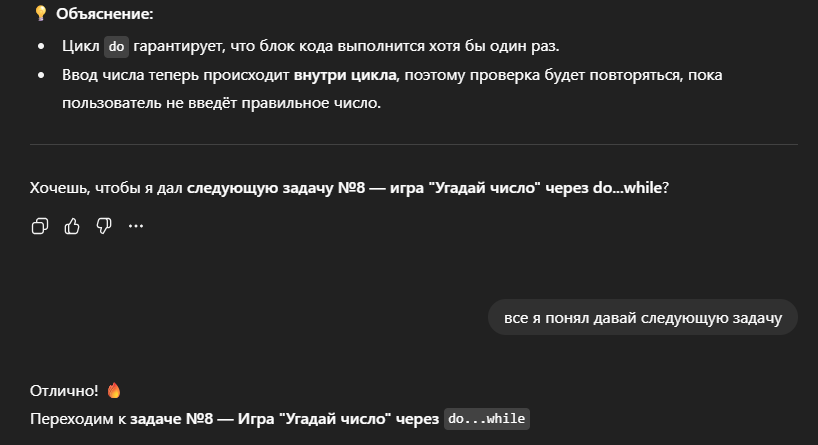 💡 Объяснение:
• Цикл do гарантирует, что блок кода выполнится хотя бы один раз.
• Ввод числа теперь происходит внутри цикла, поэтому проверка будет повторяться, пока
пользователь не введёт правильное число.
Хочешь, чтобы я дал следующую задачу №8 — игра "Угадай число" через do...while?
все я понял давай следующую задачу
Отлично! 🔥
Переходим к задаче №8 — Игра "Угадай число" через do...while